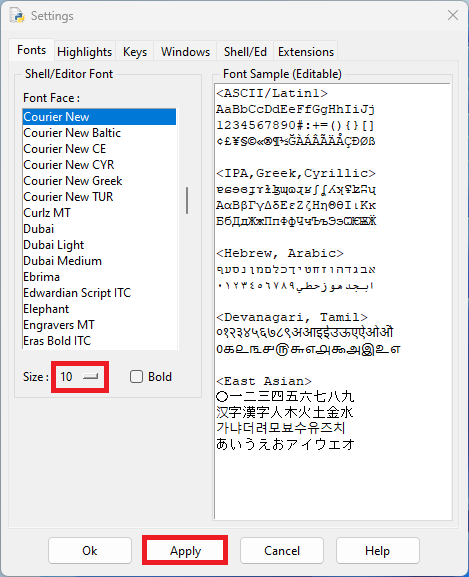 Settings
Fonts Highlights Keys Windows Shell/Ed Extensions
Shell/Editor Font
Font Face :
Courier New
Courier New Baltic
Courier New CE
Courier New CYR
Courier New Greek
Courier New TUR
Curlz MT
Dubai
Dubai Light
Dubai Medium
Ebrima
Edwardian Script ITC
Elephant
Engravers MT
Eras Bold ITC
Size : 10 Bold
Font Sample (Editable)
<ASCII/Latin1>
AaBbCcDdEeFfGgHhIiJj
1234567890#:+=(){}[]
¢£¥§©«®¶½ĞÀÁÂÃÄÅÇÐØß
<IPA,Greek,Cyrillic>
ΑαΒβΓγΔδΕεΖζΗηΘθΙιΚκ
<Hebrew, Arabic>
אבגדהוזחטיךכלםמןנסעף
٠١٢٣٤٥٦٧٨٩ابجدهوزحطي
<Devanagari, Tamil>
०१२३४५६७८९अआइईउऊएऐओऔ
௦௧௨௩௪௫௬௭௮௯அஇஉஎ
<East Asian>
〇一二三四五六七八九
汉字漢字人木火土金水
가냐더려모뵤수유즈치
あいうえおアイウエオ
Ok Apply Cancel Help